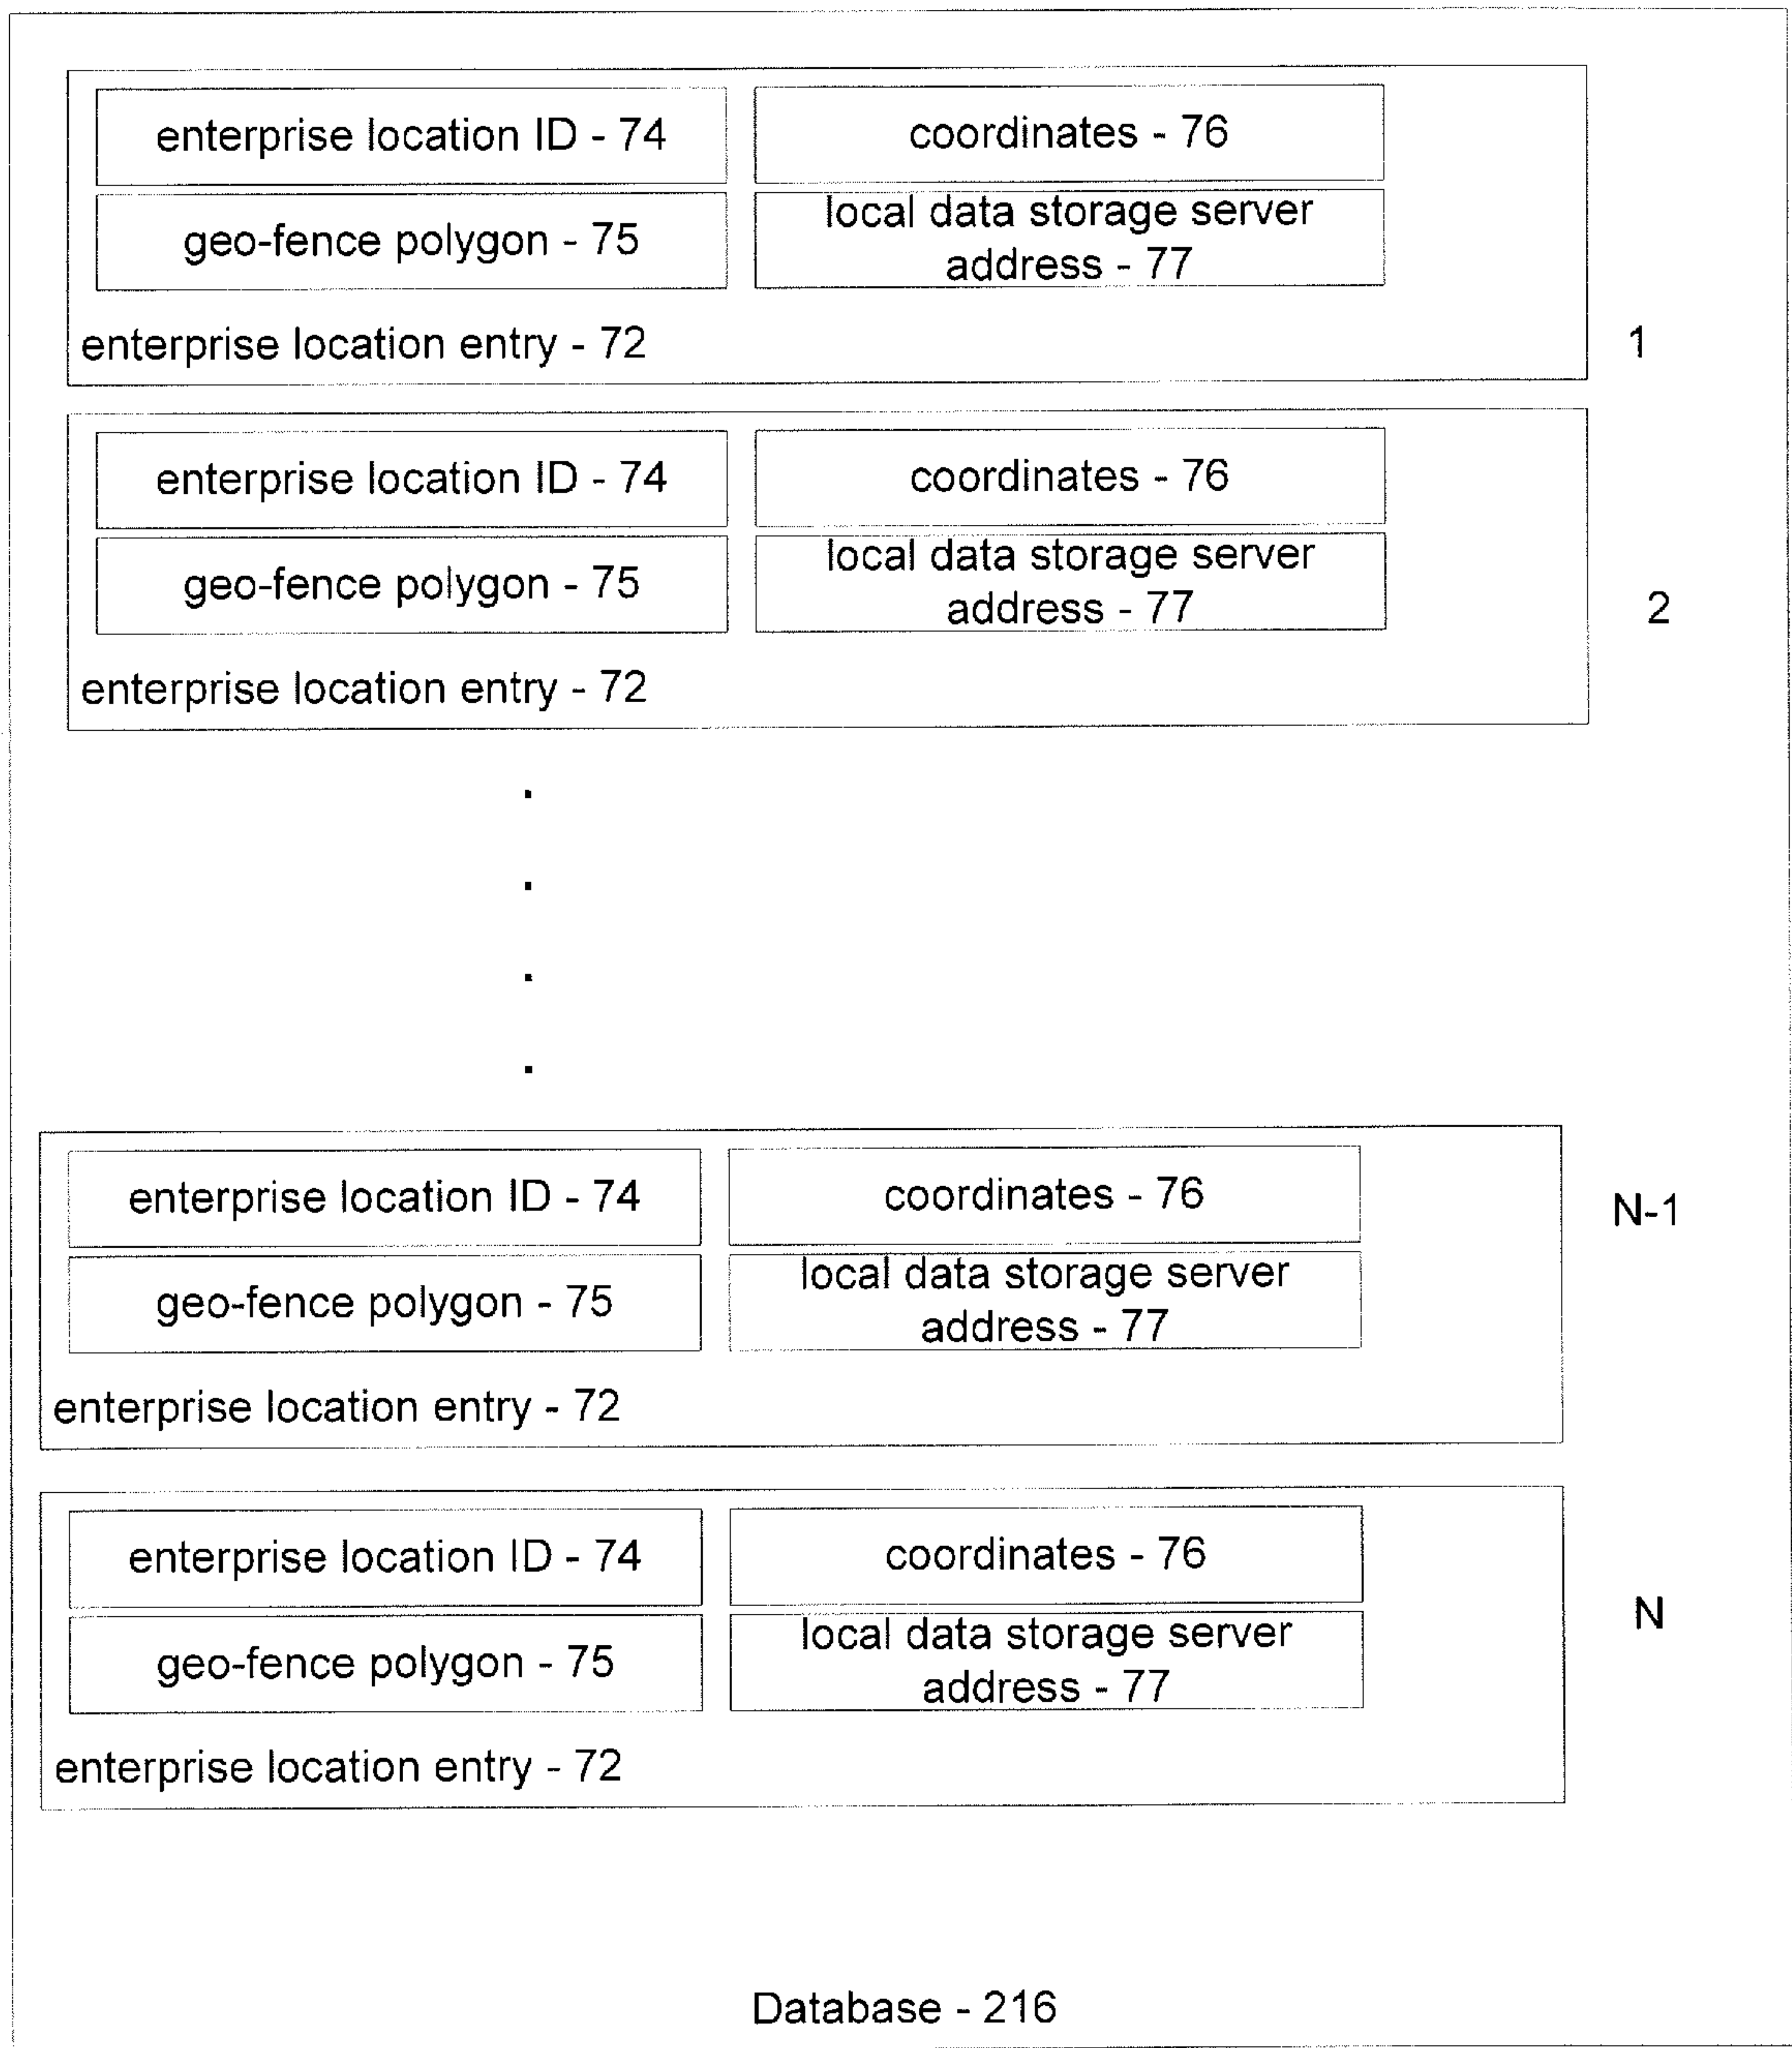 enterprise location ID - 74
coordinates - 76
geo-fence polygon - 75
local data storage server
address - 77
enterprise location entry - 72
1
enterprise location ID - 74
coordinates - 76
geo-fence polygon - 75
local data storage server
address - 77
2
enterprise location entry - 72
.
.
.
.
enterprise location ID - 74
coordinates - 76
N-1
geo-fence polygon - 75
local data storage server
address - 77
enterprise location entry - 72
enterprise location ID - 74
coordinates - 76
N
geo-fence polygon - 75
local data storage server
address - 77
enterprise location entry - 72
Database - 216